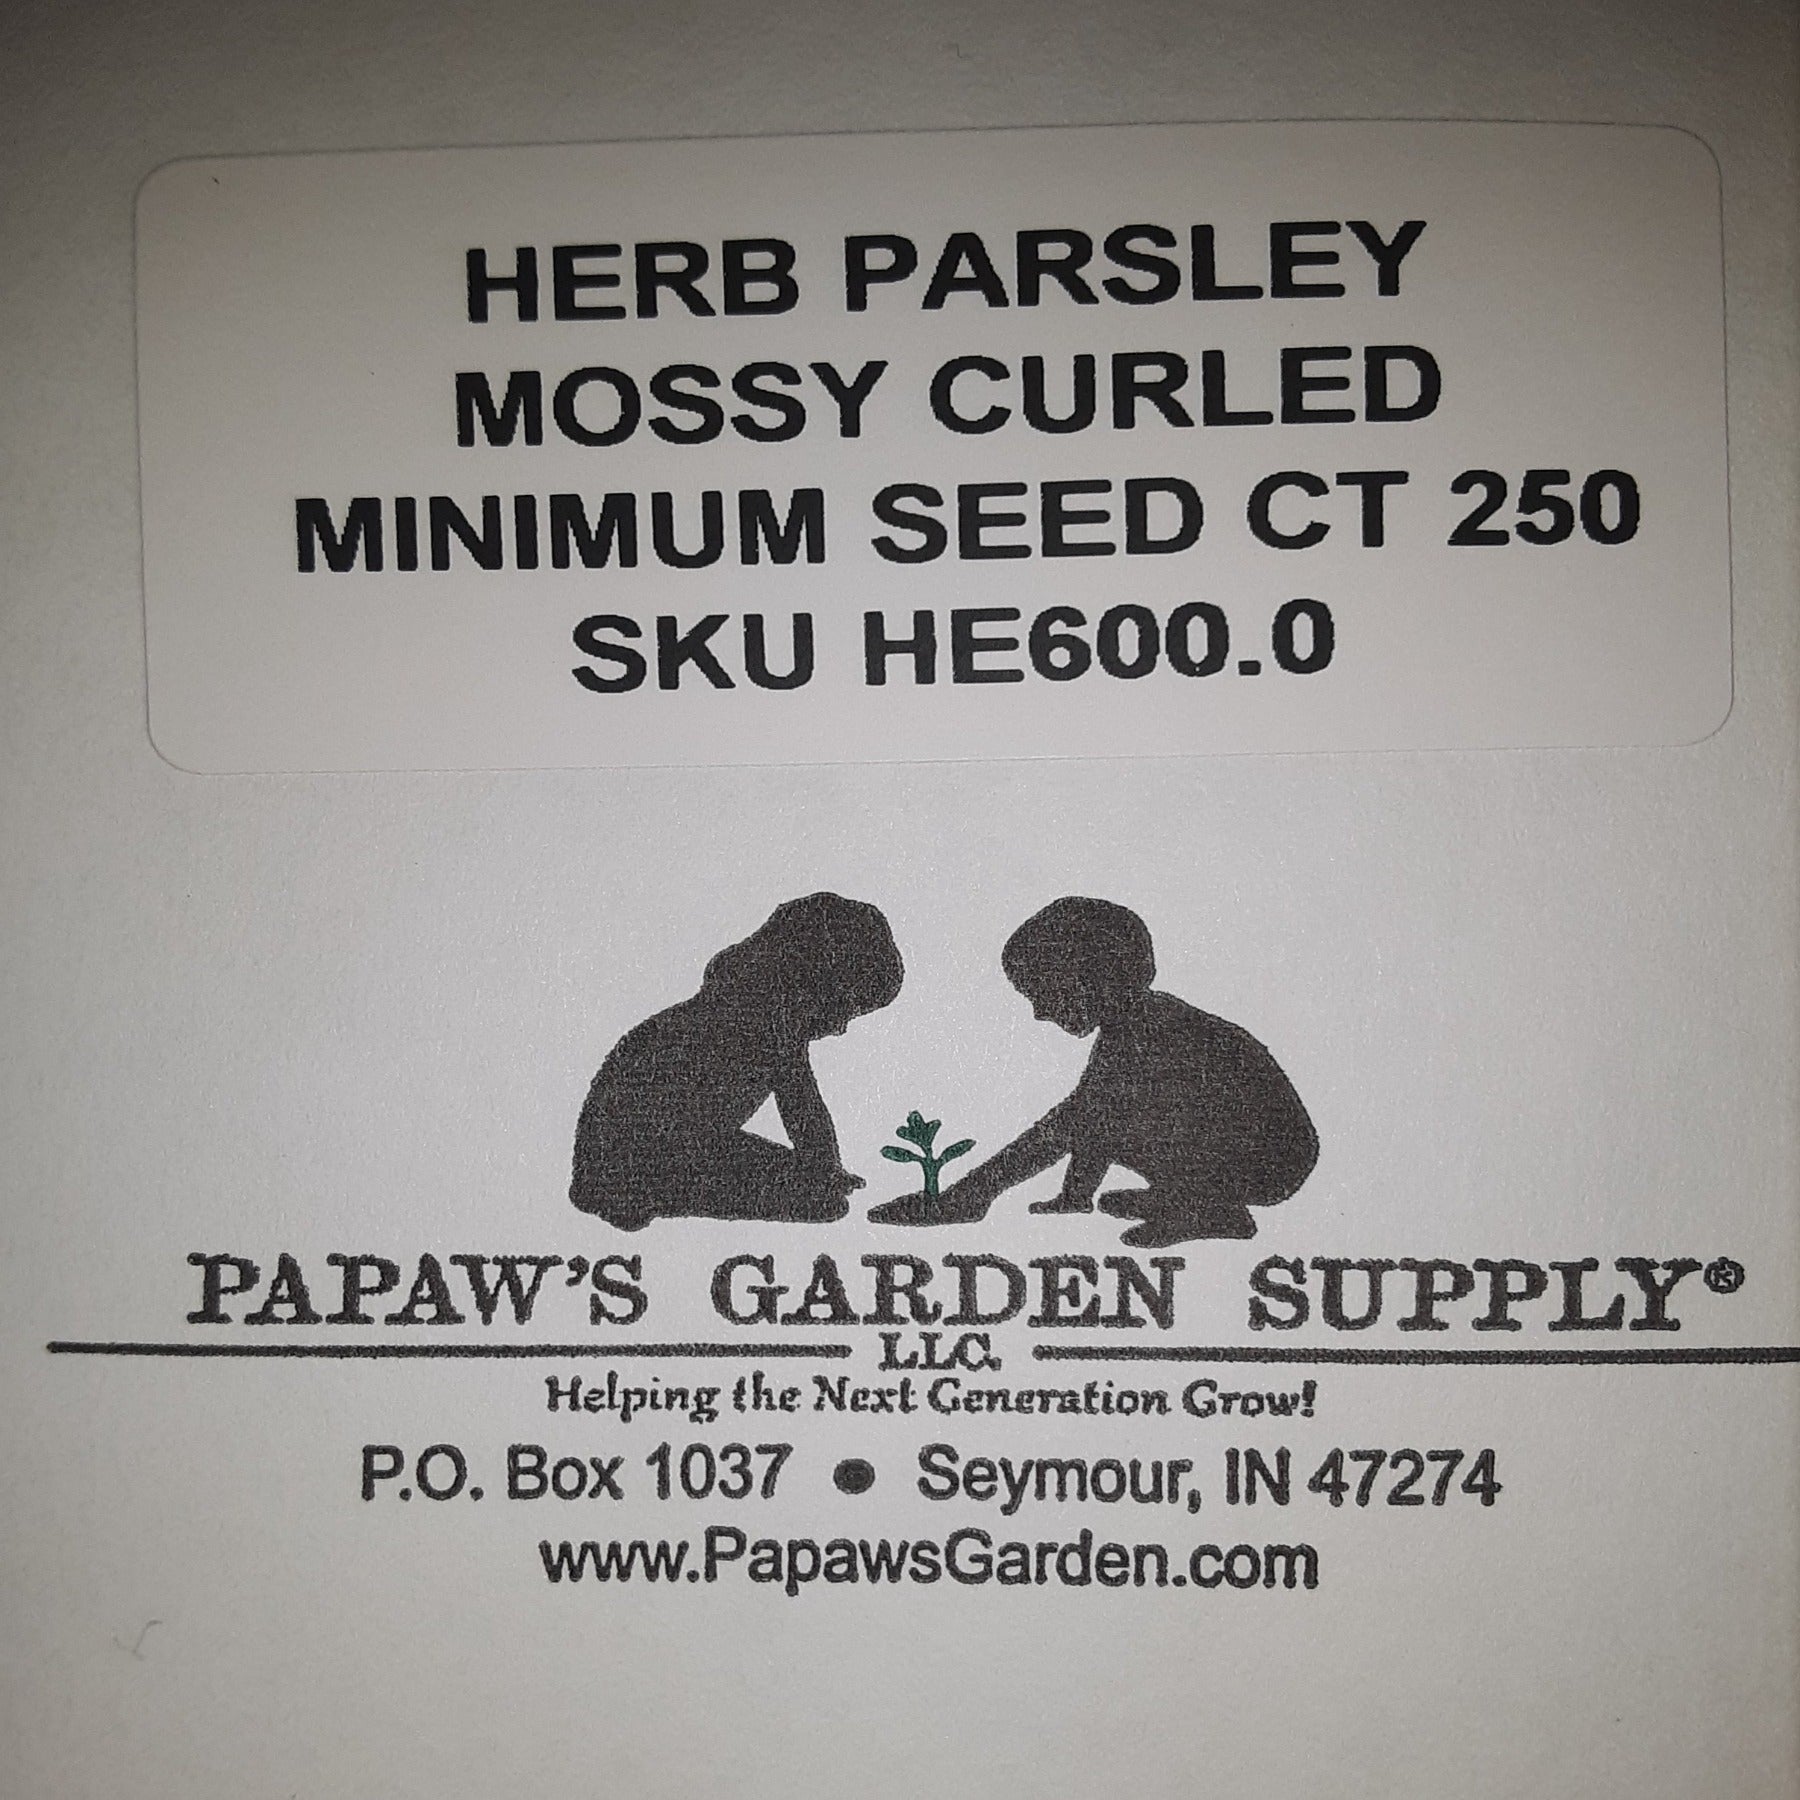 HERB PARSLEY
MOSSY CURLED
MINIMUM SEED CT 250
SKU HE600.0
PAPAW'S GARDEN SUPPLY®
LLC.
Helping the Next Generation Grow!
P.O. Box 1037 • Seymour, IN 47274
www.PapawsGarden.com